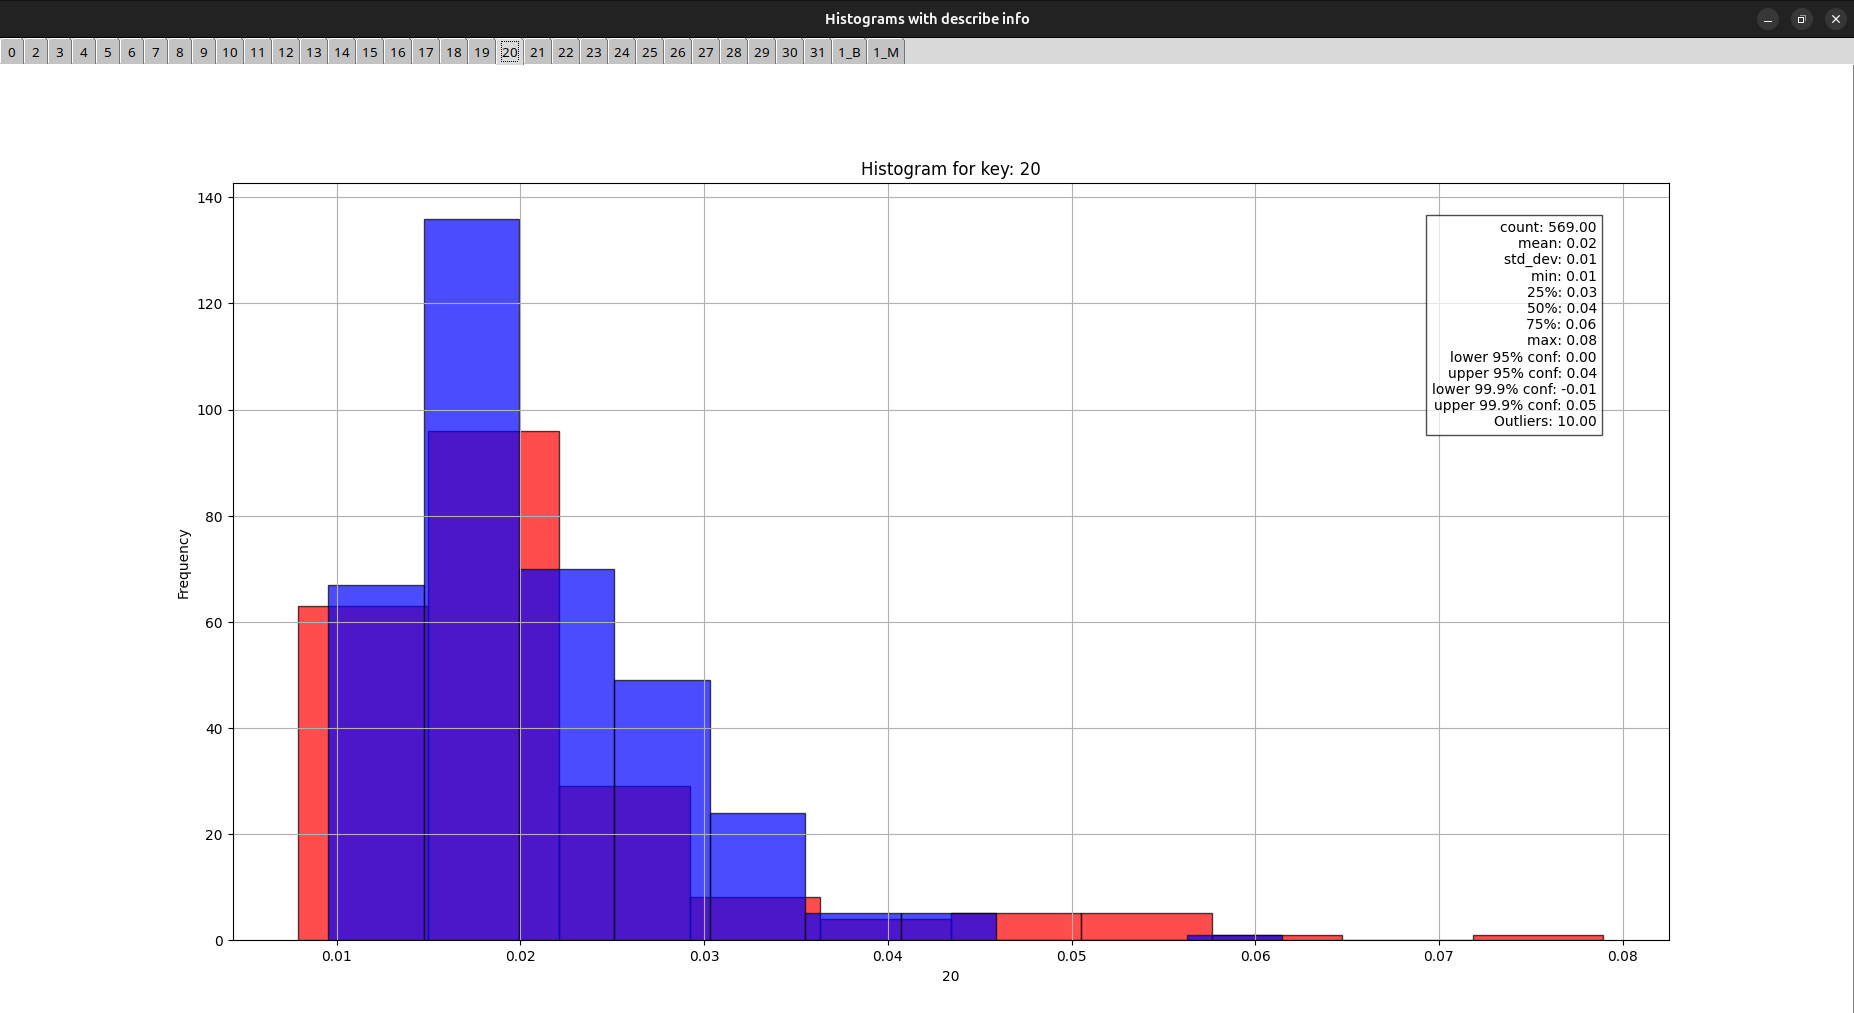 Histograms with describe info
0 2 3 4 5 6 7 8 9 10 11 12 13 14 15 16 17 18 19 20 21 22 23 24 25 26 27 28 29 30 31 1_B 1_M
Histogram for key: 20
140
120
100
80
60
40
20
0
Frequency
count: 569.00
mean: 0.02
std_dev: 0.01
min: 0.01
25%: 0.03
50%: 0.04
75%: 0.06
max: 0.08
lower 95% conf: 0.00
upper 95% conf: 0.04
lower 99.9% conf: -0.01
upper 99.9% conf: 0.05
Outliers: 10.00
0.01 0.02 0.03 0.04 0.05 0.06 0.07 0.08
20